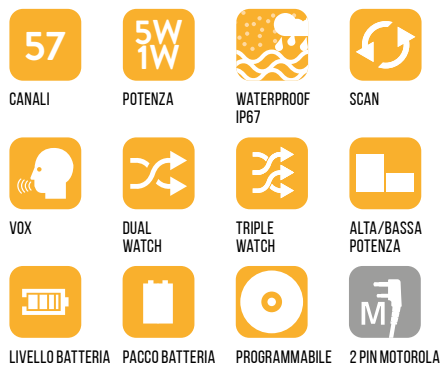 57
5W
1W
CANALI
POTENZA
WATERPROOF
IP67
SCAN
VOX
DUAL
WATCH
TRIPLE
WATCH
ALTA/BASSA
POTENZA
M
LIVELLO BATTERIA
PACCO BATTERIA
PROGRAMMABILE
2 PIN MOTOROLA